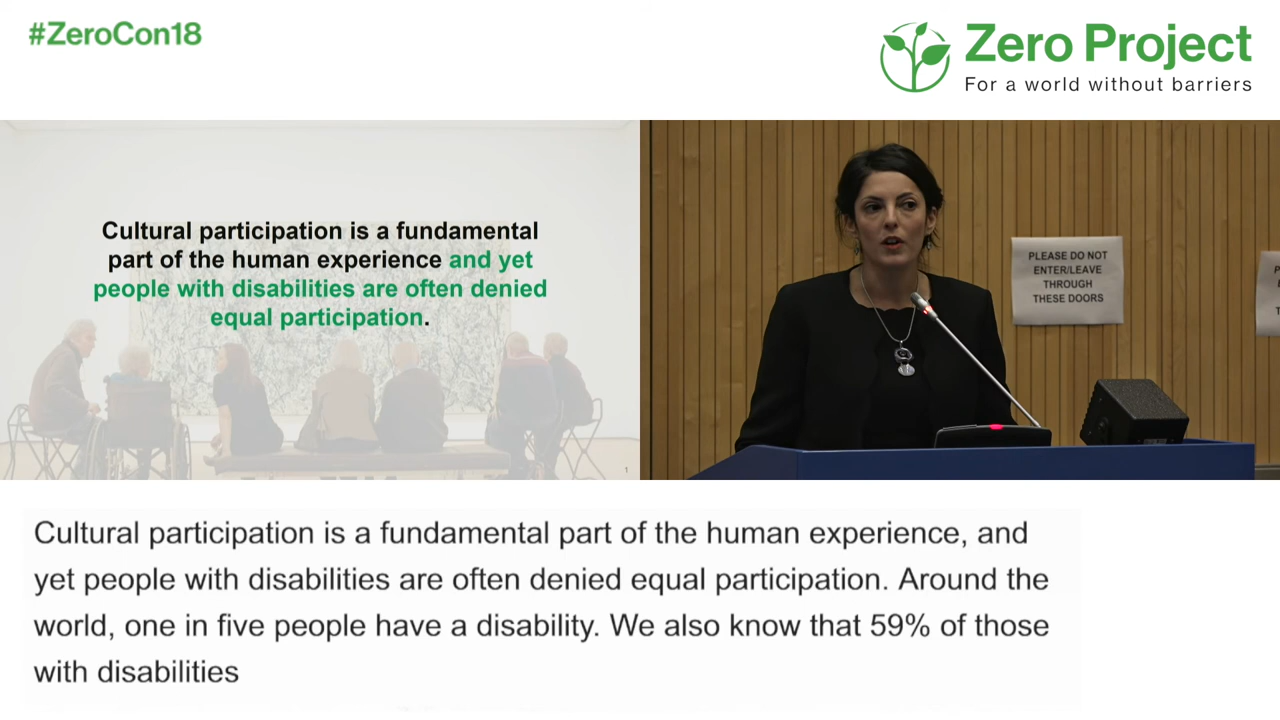 #ZeroCon18
Zero Project
For a world without barriers
Cultural participation is a fundamental
part of the human experience and yet
people with disabilities are often denied
equal participation.
1
PLEASE DO NOT
ENTER/LEAVE
THROUGH
THESE DOORS
Cultural participation is a fundamental part of the human experience, and
yet people with disabilities are often denied equal participation. Around the
world, one in five people have a disability. We also know that 59% of those
with disabilities